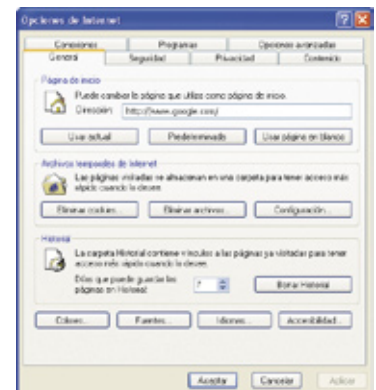 Opciones de Internet
Conexiones Programas Opciones avanzadas
General Seguridad Privacidad Contenido
Página de inicio
Puede cambiar la página que utiliza como página de inicio.
Dirección: http://www.google.com/
Usar actual Predeterminado Usar página en blanco
Archivos temporales de Internet
Las páginas visitadas se almacenan en una carpeta para tener acceso más
rápido cuando lo desee.
Eliminar cookies... Eliminar archivos... Configuración...
Historial
La carpeta Historial contiene vínculos a las páginas ya visitadas para tener
acceso más rápido cuando lo desee.
Días que puede guardar las
páginas en Historial: 7 Borrar Historial
Colores... Fuentes... Idiomas... Accesibilidad...
Aceptar Cancelar Aplicar